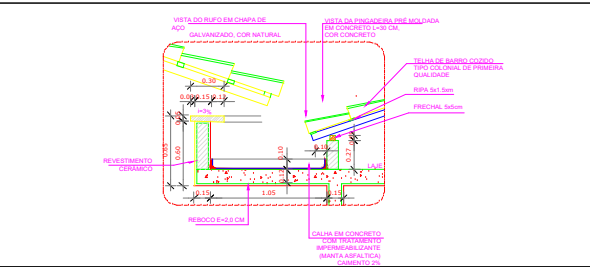 VISTA DO RUFO EM CHAPA DE
AÇO
GALVANIZADO, COR NATURAL
VISTA DA PINGADEIRA PRÉ MOLDADA
EM CONCRETO L=30 CM,
COR CONCRETO
TELHA DE BARRO COZIDO
TIPO COLONIAL DE PRIMEIRA
QUALIDADE.
RIPA 5x1.5cm
FRECHAL 5x5cm
0.30
0.15
i=3%
0.65
0.60
0.10
0.10
0.27
LAJE
REVESTIMENTO
CERÂMICO
0.15
1.05
0.15
REBOCO E=2,0 CM
CALHA EM CONCRETO
COM TRATAMENTO
IMPERMEABILIZANTE
(MANTA ASFALTICA)
CAIMENTO 2%